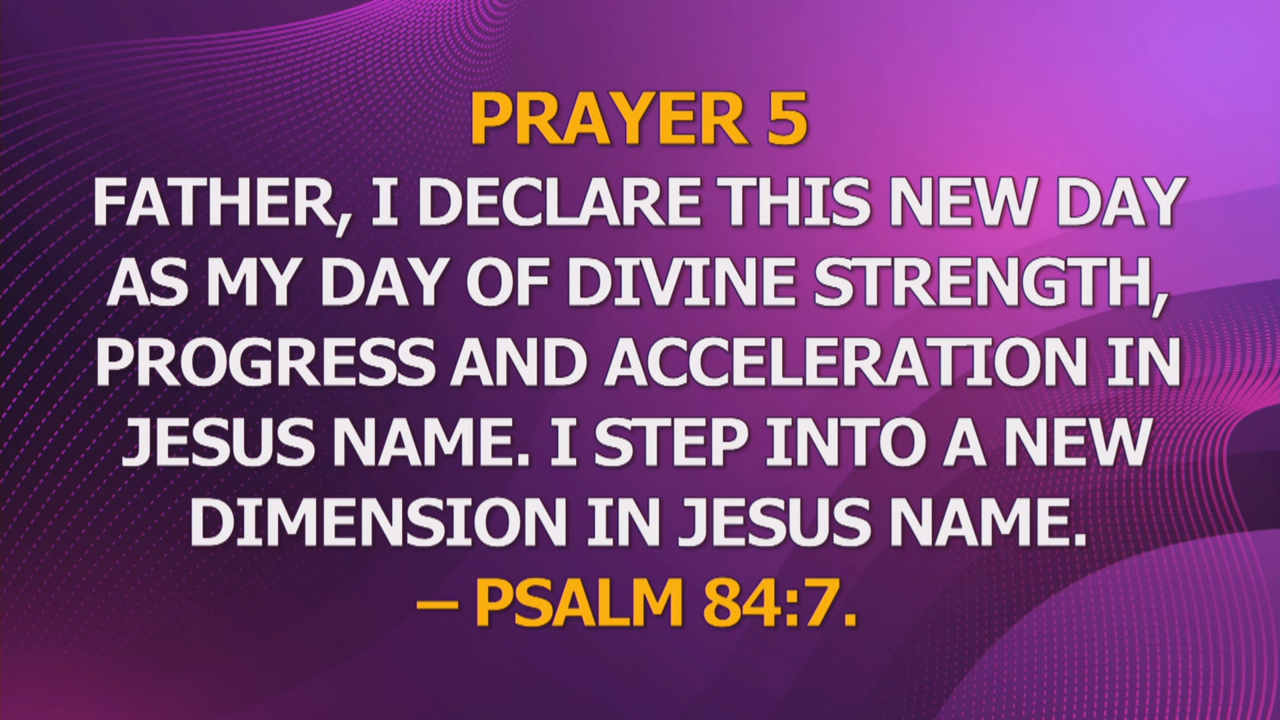 PRAYER 5
FATHER, I DECLARE THIS NEW DAY
AS MY DAY OF DIVINE STRENGTH,
PROGRESS AND ACCELERATION IN
JESUS NAME. I STEP INTO A NEW
DIMENSION IN JESUS NAME.
– PSALM 84:7.